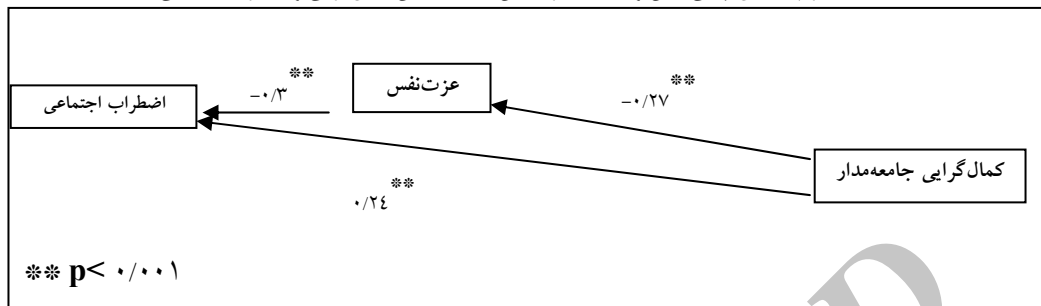 کمال‌گرایی جامعه‌مدار
عزت‌نفس
اضطراب اجتماعی
-۰/۲۷**
-۰/۳**
۰/۲٤**
** p< ۰/۰۰۱